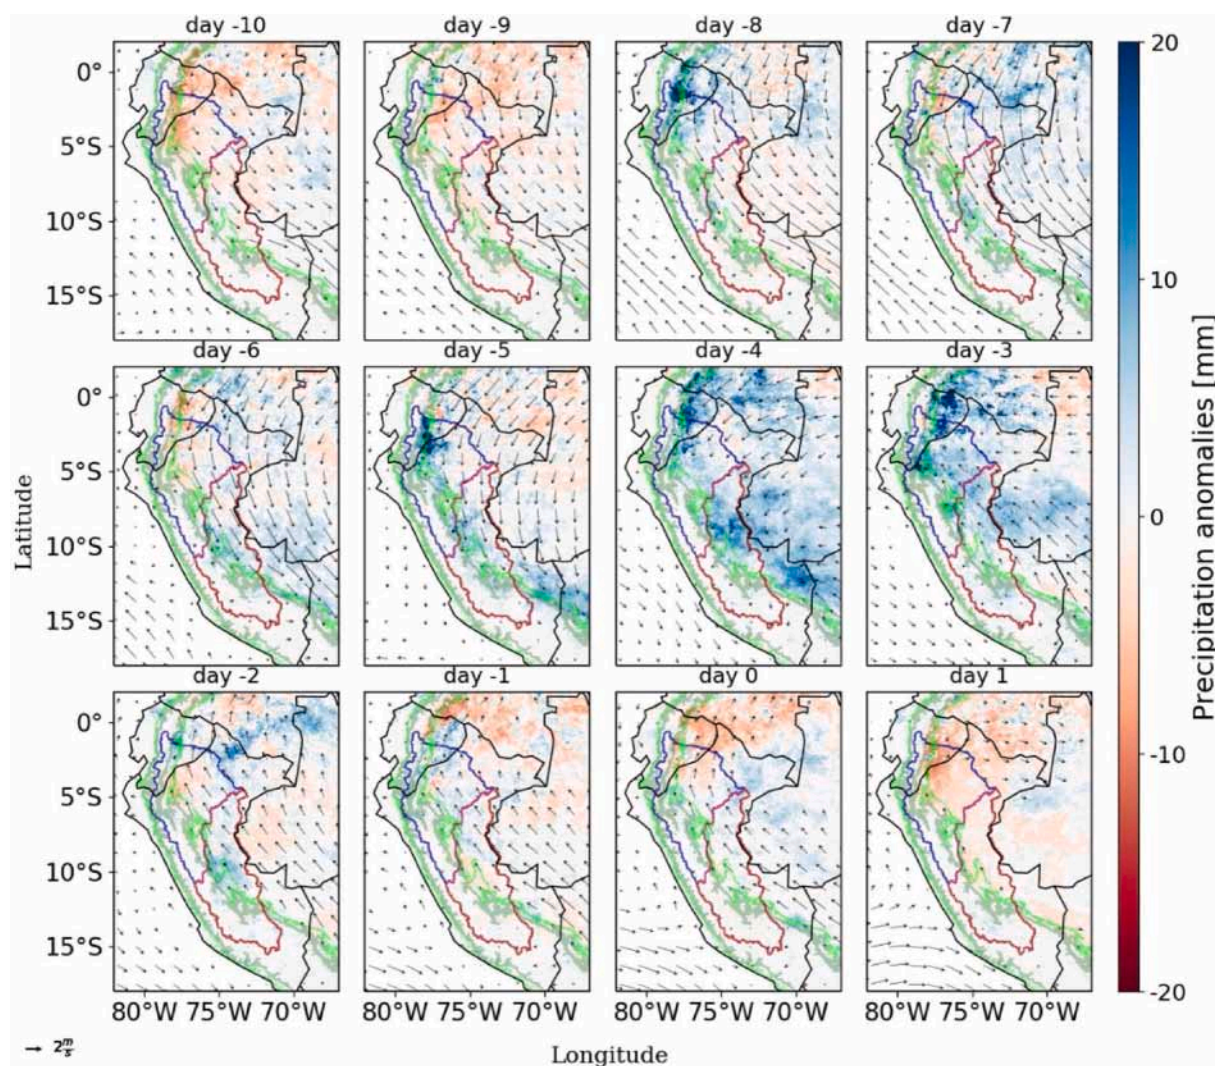 day -10 day -9 day -8 day -7
20
0°
5°S
10°S
15°S
10
day -6 day -5 day -4 day -3
0°
5°S
10°S
15°S
0
Latitude
Precipitation anomalies [mm]
day -2 day -1 day 0 day 1
0°
5°S
10°S
15°S
-10
-20
80°W 75°W 70°W 80°W 75°W 70°W 80°W 75°W 70°W 80°W 75°W 70°W
→ 2 m/s
Longitude